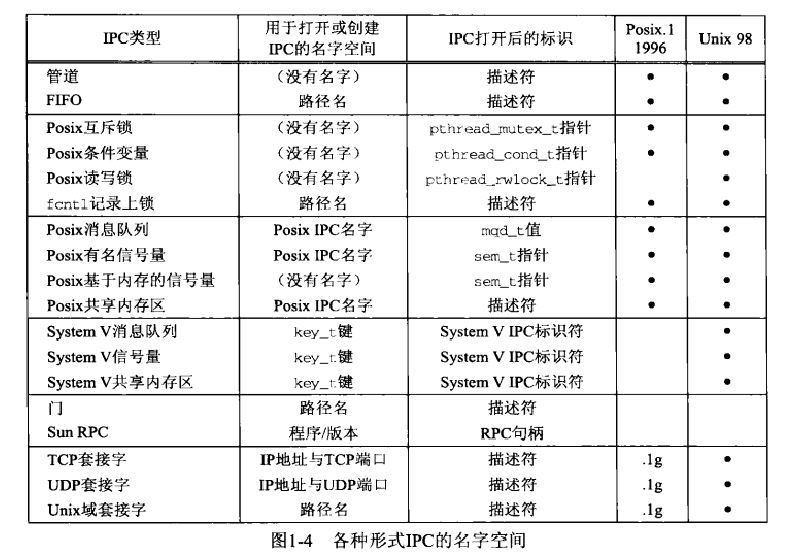 IPC类型 用于打开或创建IPC的名字空间 IPC打开后的标识 Posix.1 1996 Unix 98
管道 （没有名字） 描述符 • •
FIFO 路径名 描述符 • •
Posix互斥锁 （没有名字） pthread_mutex_t指针 • •
Posix条件变量 （没有名字） pthread_cond_t指针 • •
Posix读写锁 （没有名字） pthread_rwlock_t指针 •
fcntl记录上锁 路径名 描述符 • •
Posix消息队列 Posix IPC名字 mqd_t值 • •
Posix有名信号量 Posix IPC名字 sem_t指针 • •
Posix基于内存的信号量 （没有名字） sem_t指针 • •
Posix共享内存区 Posix IPC名字 描述符 • •
System V消息队列 key_t键 System V IPC标识符 •
System V信号量 key_t键 System V IPC标识符 •
System V共享内存区 key_t键 System V IPC标识符 •
门 路径名 描述符
Sun RPC 程序/版本 RPC句柄
TCP套接字 IP地址与TCP端口 描述符 .1g •
UDP套接字 IP地址与UDP端口 描述符 .1g •
Unix域套接字 路径名 描述符 .1g •
图1-4 各种形式IPC的名字空间